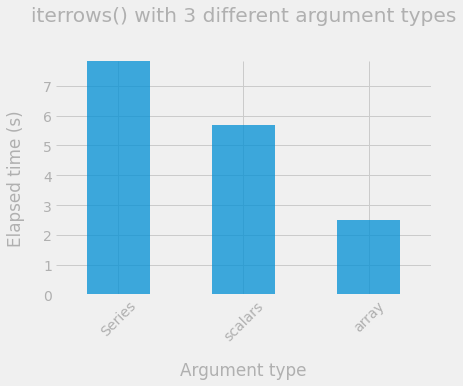 iterrows() with 3 different argument types
Elapsed time (s)
7
6
5
4
3
2
1
0
Series
scalars
array
Argument type